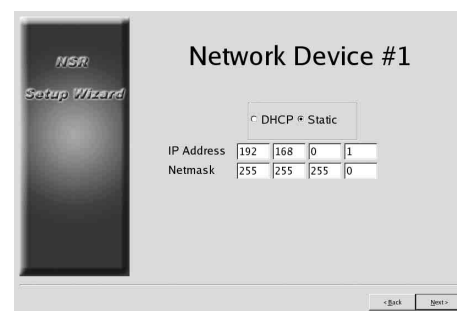 NSR
Setup Wizard
Network Device #1
DHCP Static
IP Address 192 168 0 1
Netmask 255 255 255 0
< Back Next >